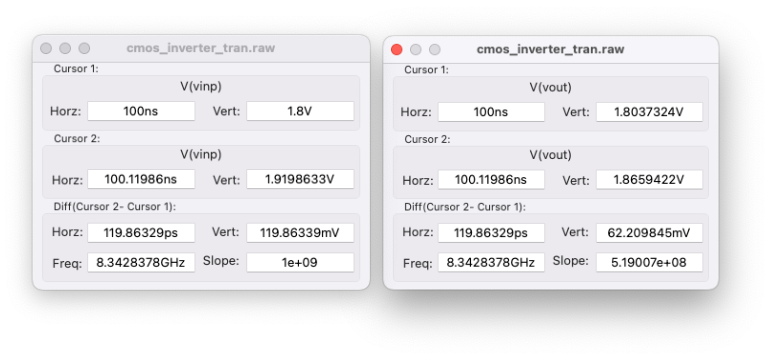 cmos_inverter_tran.raw
Cursor 1:
V(vinp)
Horz: 100ns Vert: 1.8V
Cursor 2:
V(vinp)
Horz: 100.11986ns Vert: 1.9198633V
Diff(Cursor 2- Cursor 1):
Horz: 119.86329ps Vert: 119.86339mV
Freq: 8.3428378GHz Slope: 1e+09
cmos_inverter_tran.raw
Cursor 1:
V(vout)
Horz: 100ns Vert: 1.8037324V
Cursor 2:
V(vout)
Horz: 100.11986ns Vert: 1.8659422V
Diff(Cursor 2- Cursor 1):
Horz: 119.86329ps Vert: 62.209845mV
Freq: 8.3428378GHz Slope: 5.19007e+08